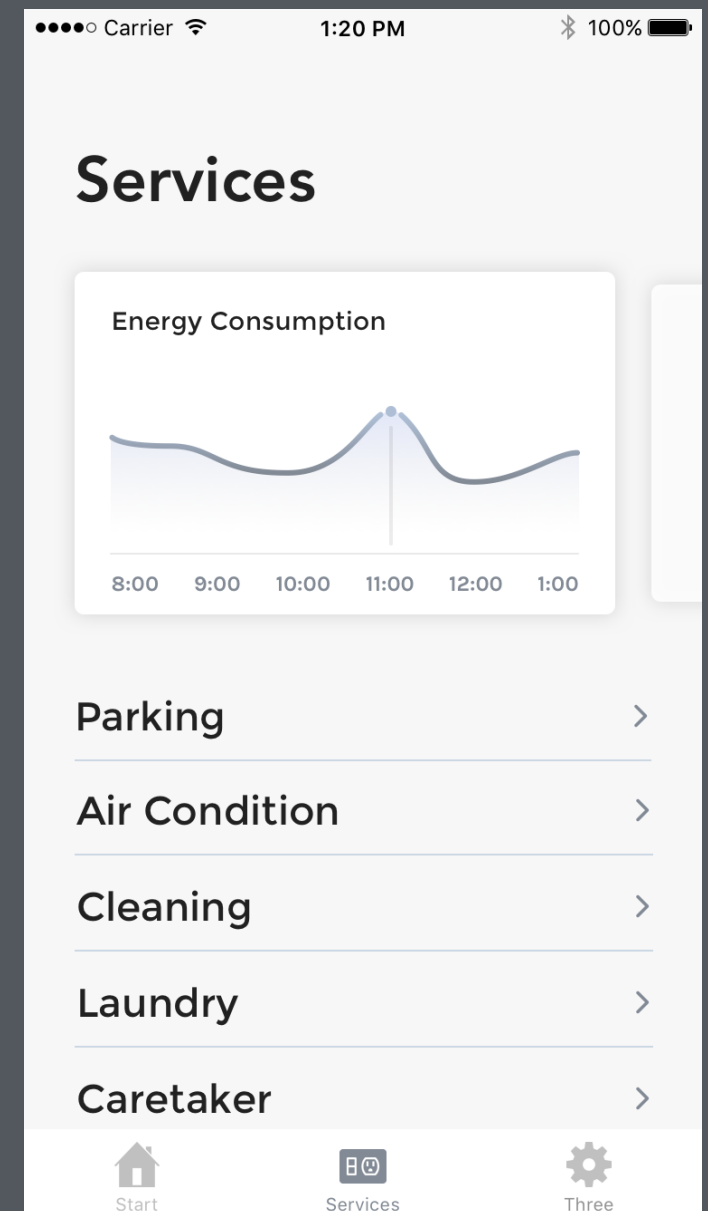 Carrier 1:20 PM 100%
Services
Energy Consumption
8:00 9:00 10:00 11:00 12:00 1:00
Parking
Air Condition
Cleaning
Laundry
Caretaker
Start Services Three